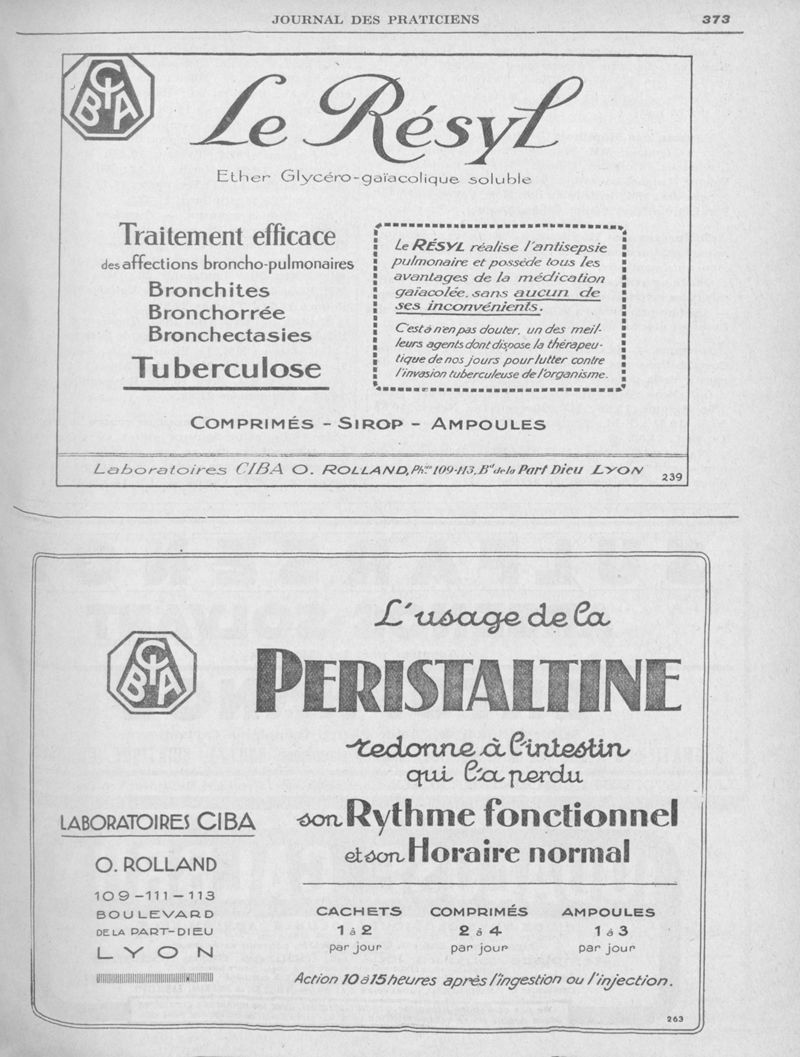 JOURNAL DES PRATICIENS 373
CIBA
Le Résyl
Ether Glycéro-gaïacolique soluble
Traitement efficace
des affections broncho-pulmonaires
Bronchites
Bronchorrée
Bronchectasies
Tuberculose
Le RÉSYL réalise l'antisepsie
pulmonaire et possède tous les
avantages de la médication
gaïacolée, sans aucun de
ses inconvénients.
C'est à n'en pas douter, un des meil-
leurs agents dont dispose la thérapeu-
tique de nos jours pour lutter contre
l'invasion tuberculeuse de l'organisme.
COMPRIMÉS - SIROP - AMPOULES
Laboratoires CIBA O. ROLLAND, Phien 109-113, Bd de la Part Dieu LYON
239
L'usage de la
CIBA
PERISTALTINE
redonne à l'intestin
qui l'a perdu
son Rythme fonctionnel
et son Horaire normal
LABORATOIRES CIBA
O. ROLLAND
109-111-113
BOULEVARD
DE LA PART-DIEU
LYON
CACHETS COMPRIMÉS AMPOULES
1 à 2 2 à 4 1 à 3
par jour par jour par jour
Action 10 à 15 heures après l'ingestion ou l'injection.
263